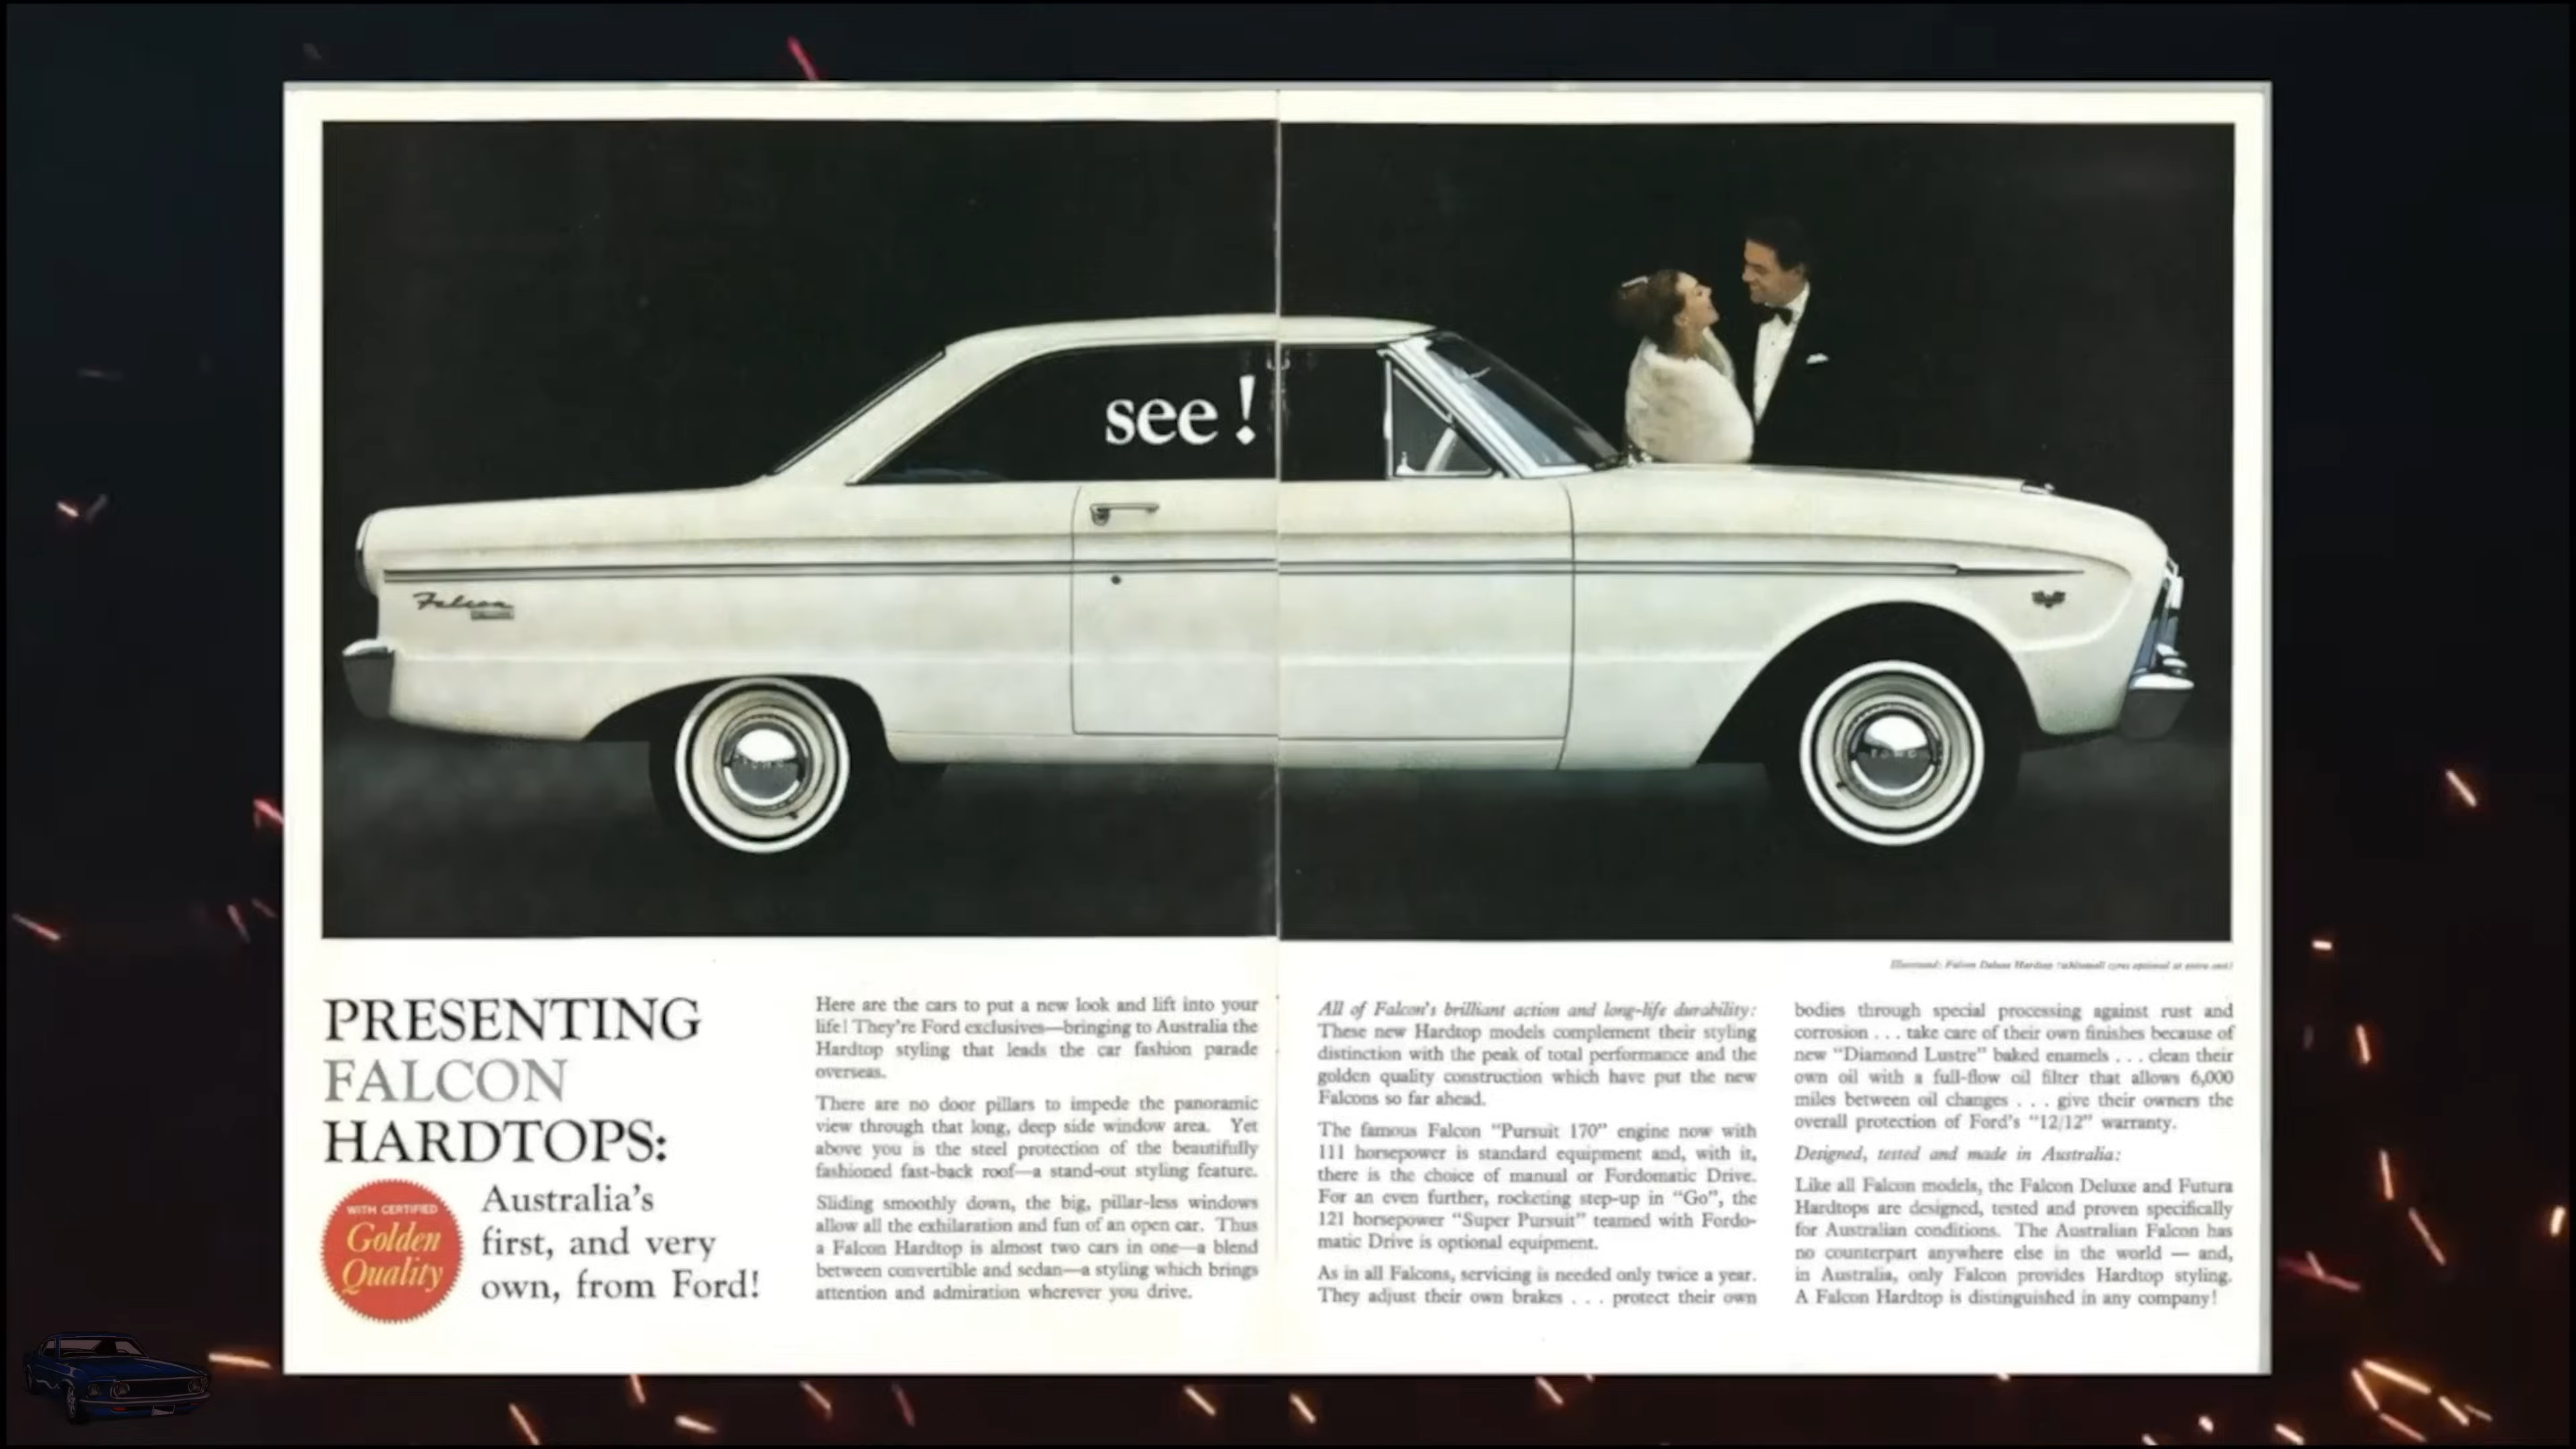 see!
Falcon
FORD
Illustrated: Falcon Deluxe Hardtop (whitewall tyres optional at extra cost)
PRESENTING
FALCON
HARDTOPS:
WITH CERTIFIED
Golden
Quality
Australia's
first, and very
own, from Ford!
Here are the cars to put a new look and lift into your
life! They're Ford exclusives—bringing to Australia the
Hardtop styling that leads the car fashion parade
overseas.
There are no door pillars to impede the panoramic
view through that long, deep side window area. Yet
above you is the steel protection of the beautifully
fashioned fast-back roof—a stand-out styling feature.
Sliding smoothly down, the big, pillar-less windows
allow all the exhilaration and fun of an open car. Thus
a Falcon Hardtop is almost two cars in one—a blend
between convertible and sedan—a styling which brings
attention and admiration wherever you drive.
All of Falcon's brilliant action and long-life durability:
These new Hardtop models complement their styling
distinction with the peak of total performance and the
golden quality construction which have put the new
Falcons so far ahead.
The famous Falcon "Pursuit 170" engine now with
111 horsepower is standard equipment and, with it,
there is the choice of manual or Fordomatic Drive.
For an even further, rocketing step-up in "Go", the
121 horsepower "Super Pursuit" teamed with Fordo-
matic Drive is optional equipment.
As in all Falcons, servicing is needed only twice a year.
They adjust their own brakes . . . protect their own
bodies through special processing against rust and
corrosion . . . take care of their own finishes because of
new "Diamond Lustre" baked enamels . . . clean their
own oil with a full-flow oil filter that allows 6,000
miles between oil changes . . . give their owners the
overall protection of Ford's "12/12" warranty.
Designed, tested and made in Australia:
Like all Falcon models, the Falcon Deluxe and Futura
Hardtops are designed, tested and proven specifically
for Australian conditions. The Australian Falcon has
no counterpart anywhere else in the world — and,
in Australia, only Falcon provides Hardtop styling.
A Falcon Hardtop is distinguished in any company!